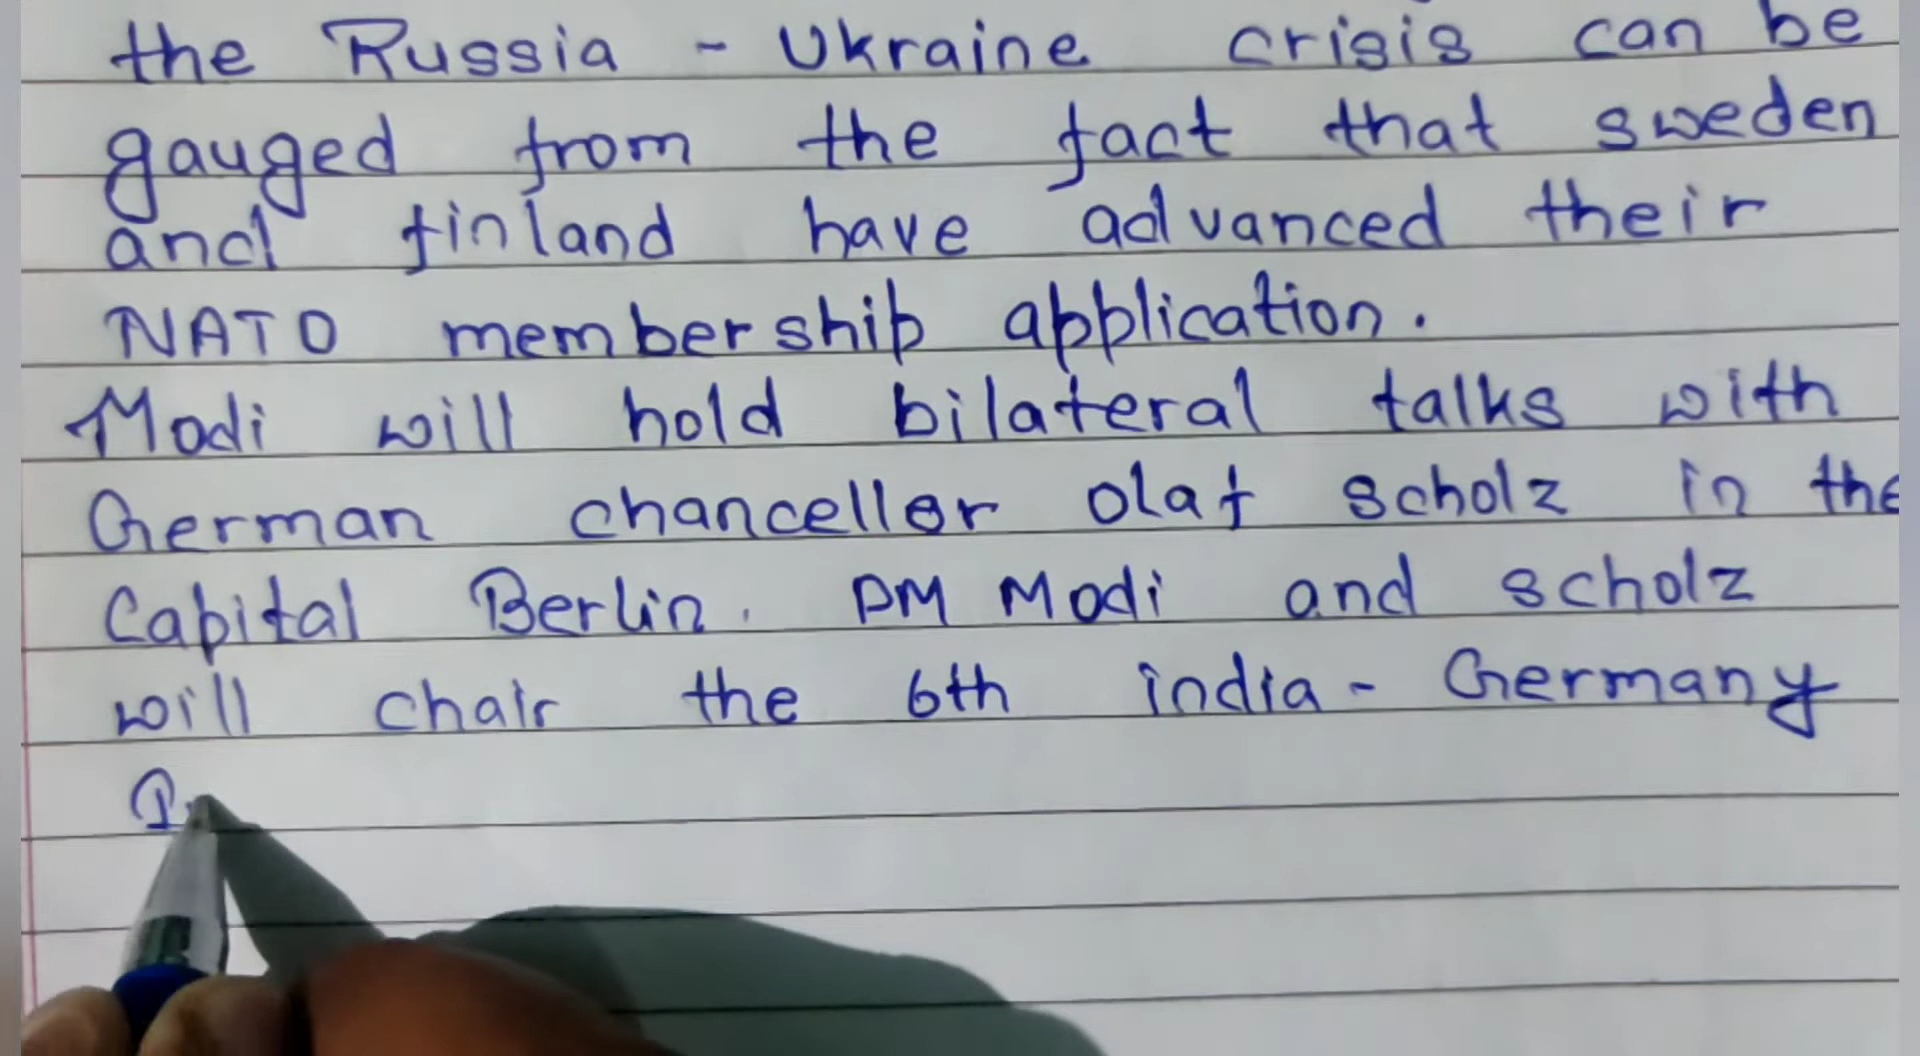 the Russia - Ukraine crisis can be
gauged from the fact that sweden
and finland have advanced their
NATO membership application.
Modi will hold bilateral talks with
German chancellor olaf scholz in the
Capital Berlin. PM Modi and scholz
will chair the 6th india - Germany